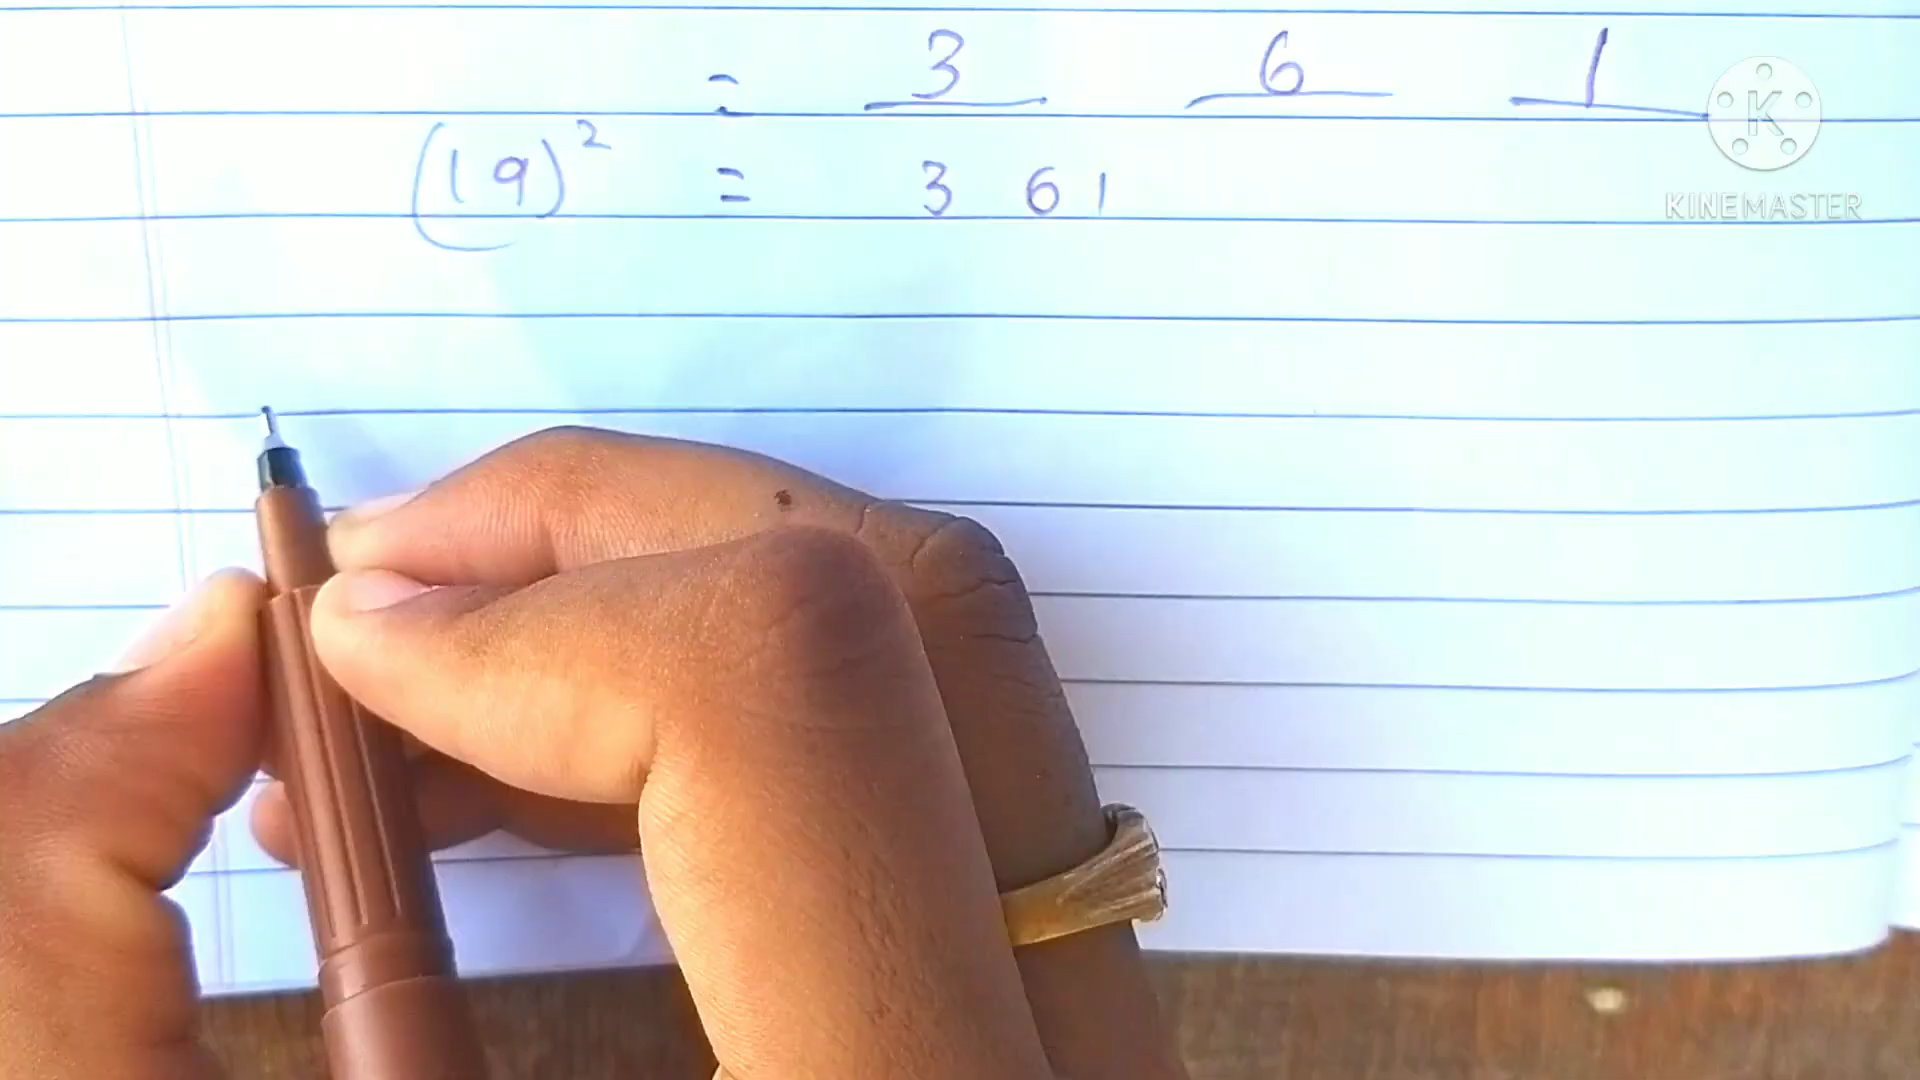 = 3 6 1
(19)² = 361
K
KINEMASTER